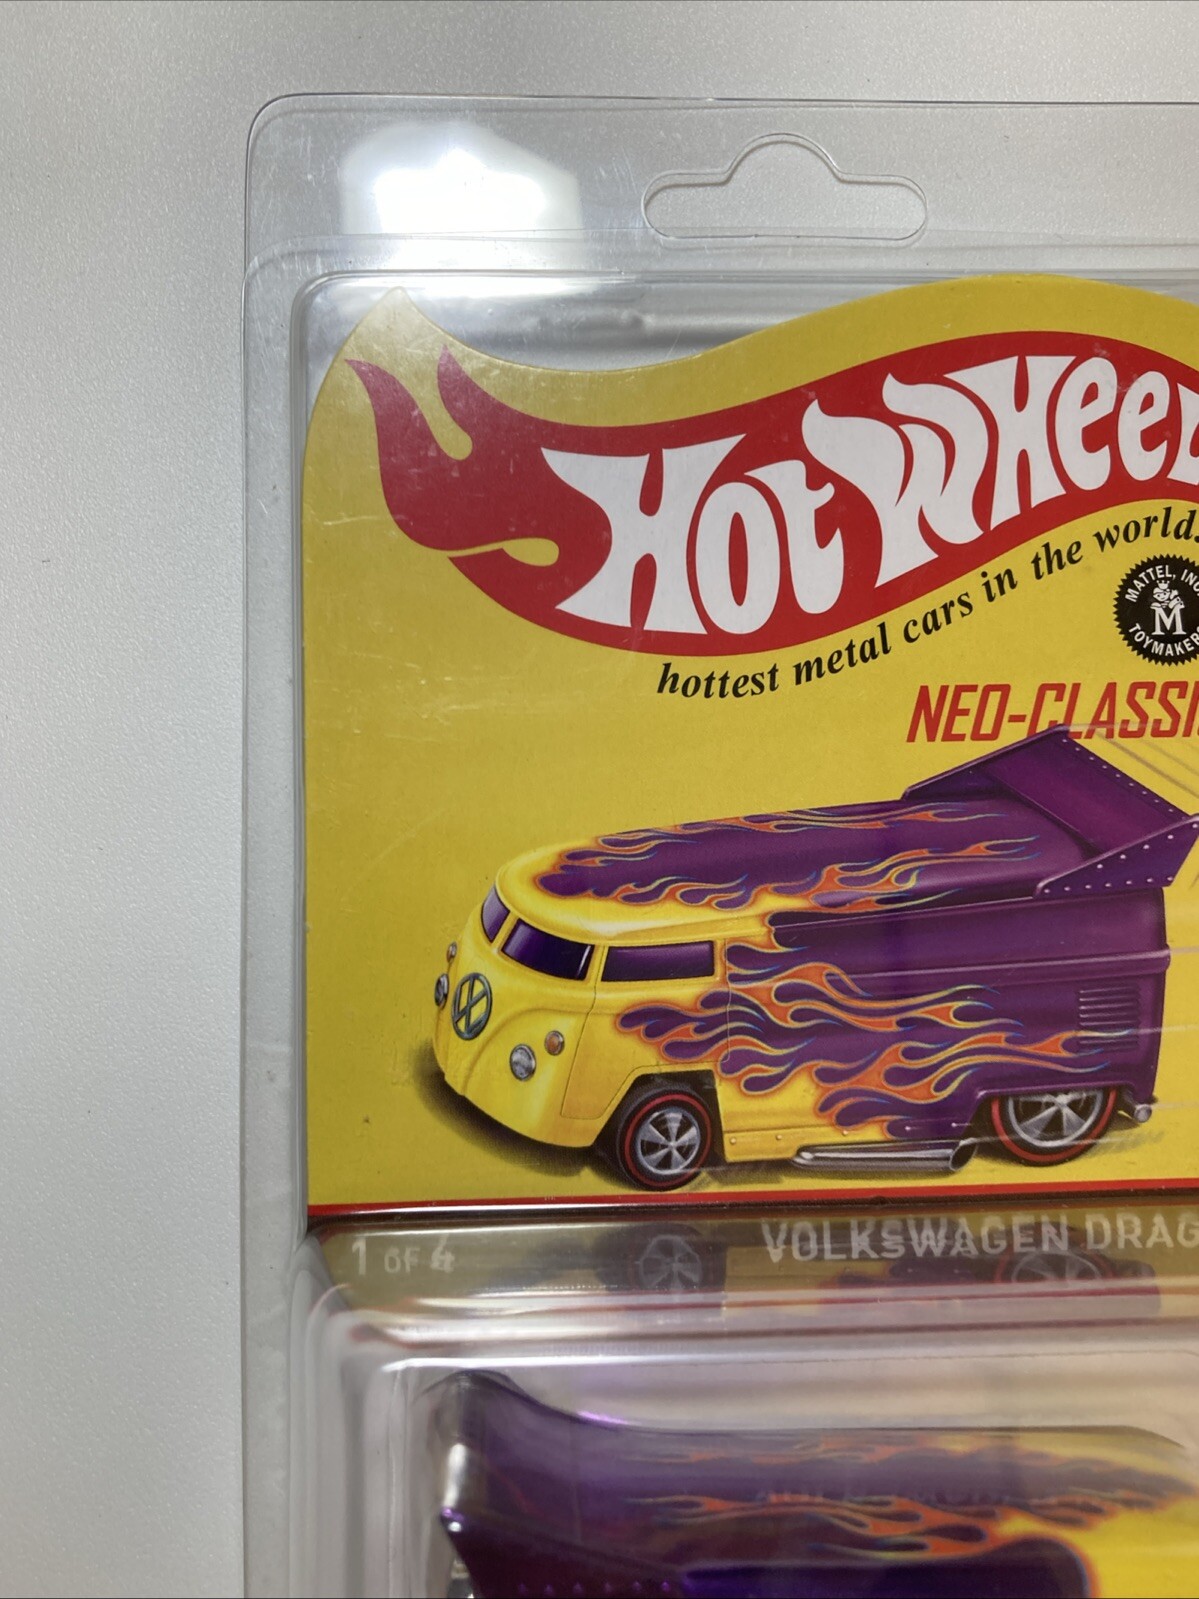 HOT WHEEL
hottest metal cars in the world.
MATTEL, INC.
M
TOYMAKERS
NEO-CLASSI
1 OF 4
VOLKSWAGEN DRAG